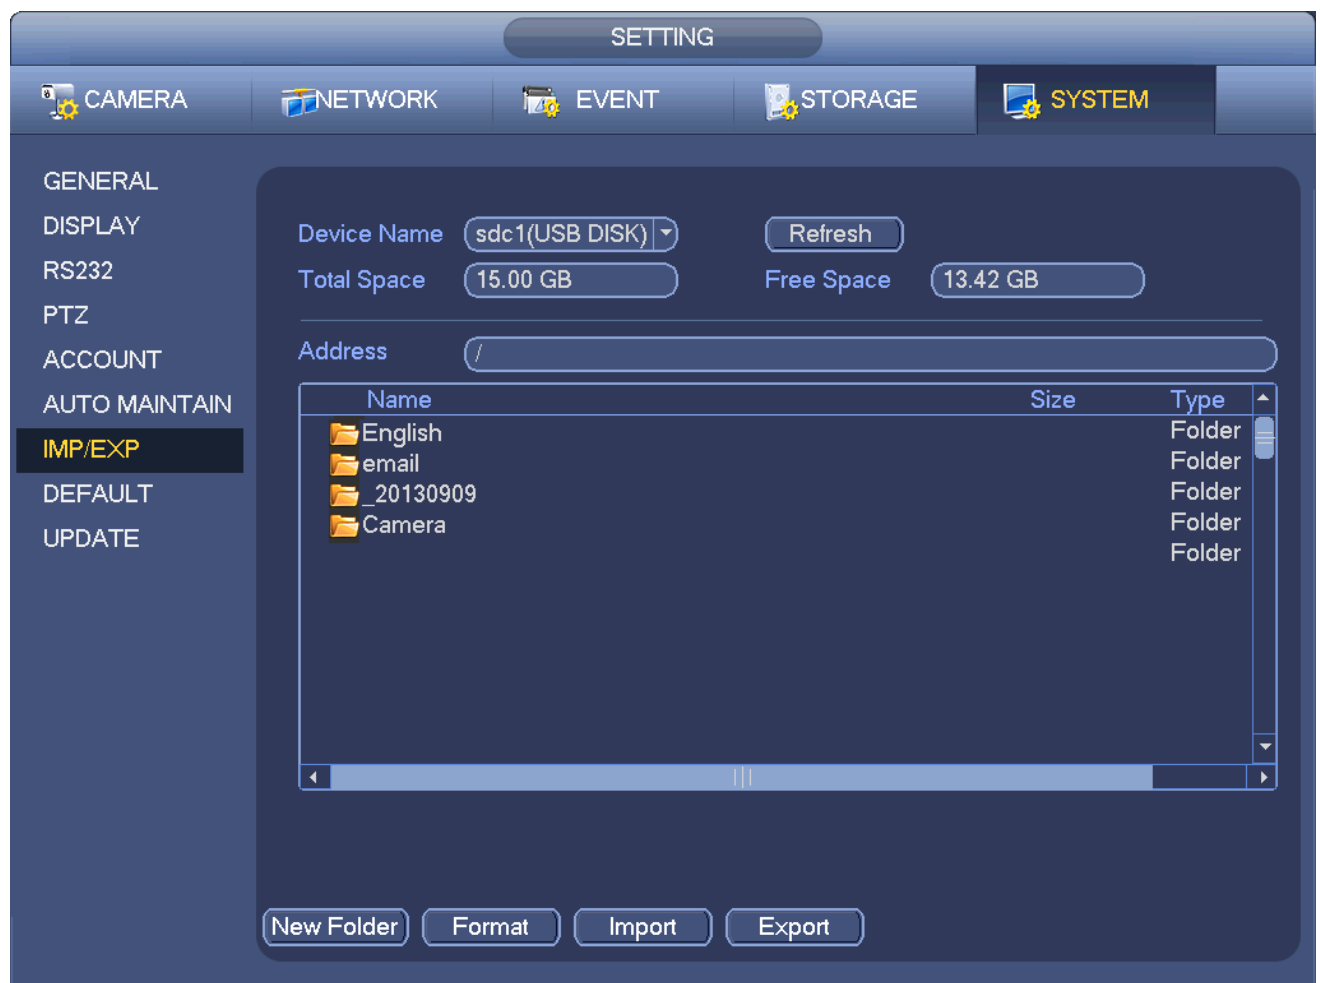 SETTING
CAMERA NETWORK EVENT STORAGE SYSTEM
GENERAL
DISPLAY
RS232
PTZ
ACCOUNT
AUTO MAINTAIN
IMP/EXP
DEFAULT
UPDATE
Device Name sdc1(USB DISK) Refresh
Total Space 15.00 GB Free Space 13.42 GB
Address /
Name Size Type
English Folder
email Folder
_20130909 Folder
Camera Folder
Folder
New Folder Format Import Export